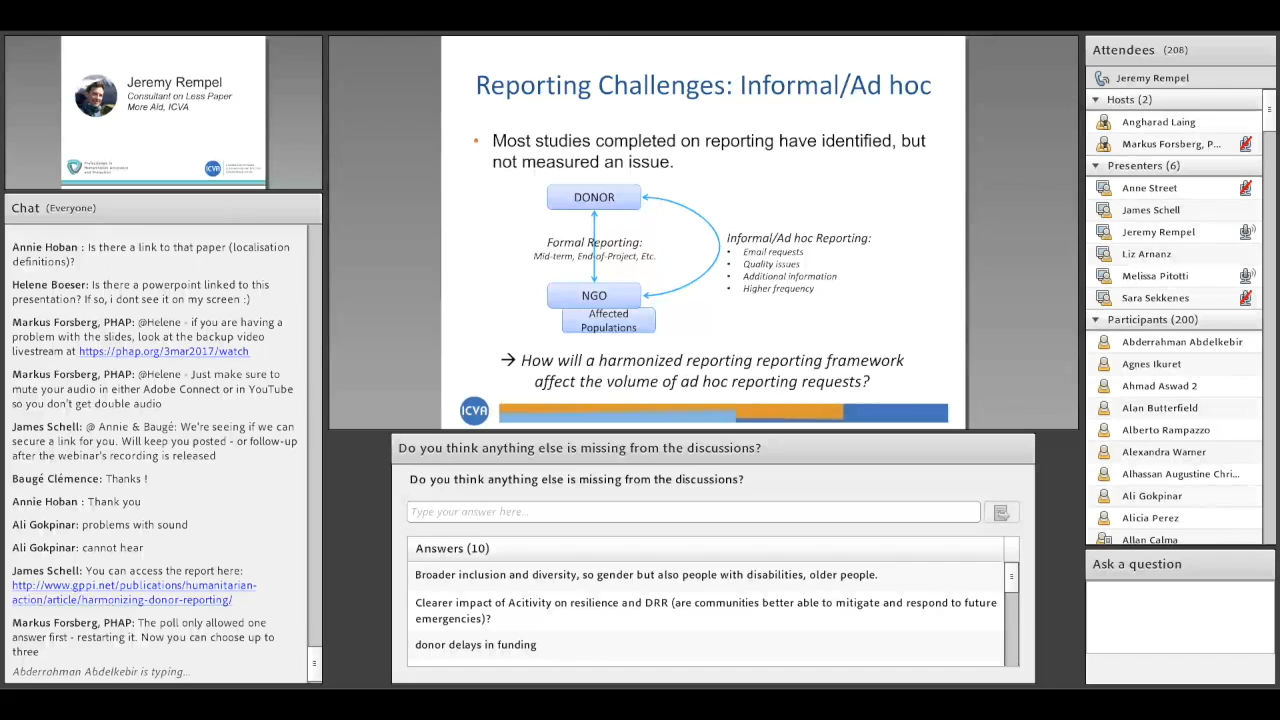 Jeremy Rempel
Consultant on Less Paper
More Aid, ICVA
ICVA
Chat (Everyone)
Annie Hoban : Is there a link to that paper (localisation
definitions)?
Helene Boeser: Is there a powerpoint linked to this
presentation? If so, i dont see it on my screen :)
Markus Forsberg, PHAP: @Helene - if you are having a
problem with the slides, look at the backup video
livestream at https://phap.org/3mar2017/watch
Markus Forsberg, PHAP: @Helene - Just make sure to
mute your audio in either Adobe Connect or in YouTube
so you don't get double audio
James Schell: @ Annie & Baugé: We're seeing if we can
secure a link for you. Will keep you posted - or follow-up
after the webinar's recording is released
Baugé Clémence: Thanks !
Annie Hoban : Thank you
Ali Gokpinar: problems with sound
Ali Gokpinar: cannot hear
James Schell: You can access the report here:
http://www.gppi.net/publications/humanitarian-
action/article/harmonizing-donor-reporting/
Markus Forsberg, PHAP: The poll only allowed one
answer first - restarting it. Now you can choose up to
three
Abderrahman Abdelkebir is typing...
Reporting Challenges: Informal/Ad hoc
• Most studies completed on reporting have identified, but
not measured an issue.
DONOR
Formal Reporting:
Mid-term, End-of-Project, Etc.
Informal/Ad hoc Reporting:
• Email requests
• Quality issues
• Additional information
• Higher frequency
NGO
Affected
Populations
→ How will a harmonized reporting reporting framework
affect the volume of ad hoc reporting requests?
ICVA
Do you think anything else is missing from the discussions?
Do you think anything else is missing from the discussions?
Type your answer here...
Answers (10)
Broader inclusion and diversity, so gender but also people with disabilities, older people.
Clearer impact of Acitivity on resilience and DRR (are communities better able to mitigate and respond to future
emergencies)?
donor delays in funding
Attendees (208)
Jeremy Rempel
Hosts (2)
Angharad Laing
Markus Forsberg, P...
Presenters (6)
Anne Street
James Schell
Jeremy Rempel
Liz Arnanz
Melissa Pitotti
Sara Sekkenes
Participants (200)
Abderrahman Abdelkebir
Agnes Ikuret
Ahmad Aswad 2
Alan Butterfield
Alberto Rampazzo
Alexandra Warner
Alhassan Augustine Chri...
Ali Gokpinar
Alicia Perez
Allan Calma
Ask a question